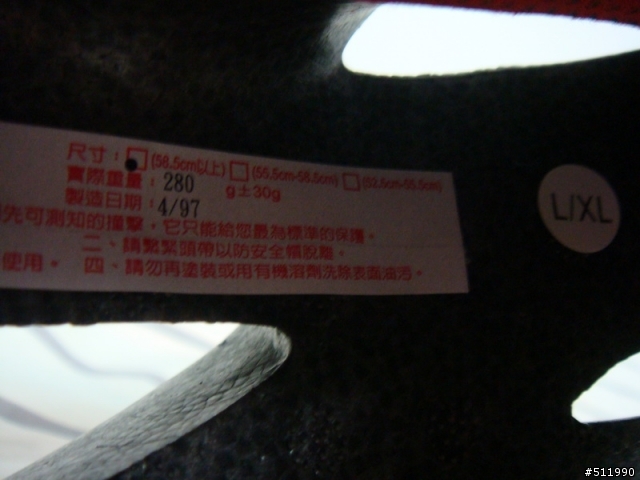 尺寸：□(58.5cm以上)□(55.5cm-58.5cm)□(52.5cm-55.5cm)
實際重量：280 g±30g
製造日期：4/97
先可測知的撞擊，它只能給您最為標準的保護。
二、請繫緊頭帶以防安全帽脫離。
使用。 四、請勿再塗裝或用有機溶劑洗除表面油污。
L/XL
#511990